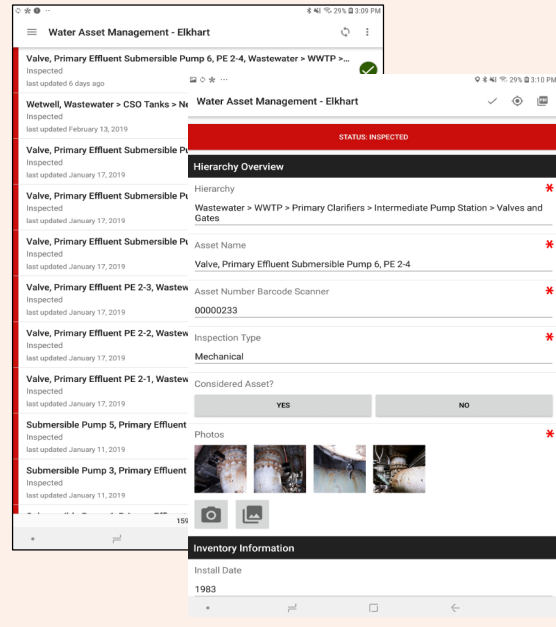 3:09 PM
29%
Water Asset Management - Elkhart
Valve, Primary Effluent Submersible Pump 6, PE 2-4, Wastewater > WWTP >...
Inspected
last updated 6 days ago
Wetwell, Wastewater > CSO Tanks >
Inspected
last updated February 13, 2019
Valve, Primary Effluent Submersible
Inspected
last updated January 17, 2019
Valve, Primary Effluent Submersible
Inspected
last updated January 17, 2019
Valve, Primary Effluent Submersible
Inspected
last updated January 17, 2019
Valve, Primary Effluent PE 2-3,
Inspected
last updated January 17, 2019
Valve, Primary Effluent PE 2-2,
Inspected
last updated January 17, 2019
Valve, Primary Effluent PE 2-1,
Inspected
last updated January 17, 2019
Submersible Pump 5, Primary Effluent
Inspected
last updated January 11, 2019
Submersible Pump 3, Primary Effluent
Inspected
last updated January 11, 2019
159
29% 3:10 PM
Water Asset Management - Elkhart
PDF
STATUS: INSPECTED
Hierarchy Overview
Hierarchy *
Wastewater > WWTP > Primary Clarifiers > Intermediate Pump Station > Valves and
Gates
Asset Name *
Valve, Primary Effluent Submersible Pump 6, PE 2-4
Asset Number Barcode Scanner *
00000233
Inspection Type *
Mechanical
Considered Asset?
YES NO
Photos *
Inventory Information
Install Date
1983